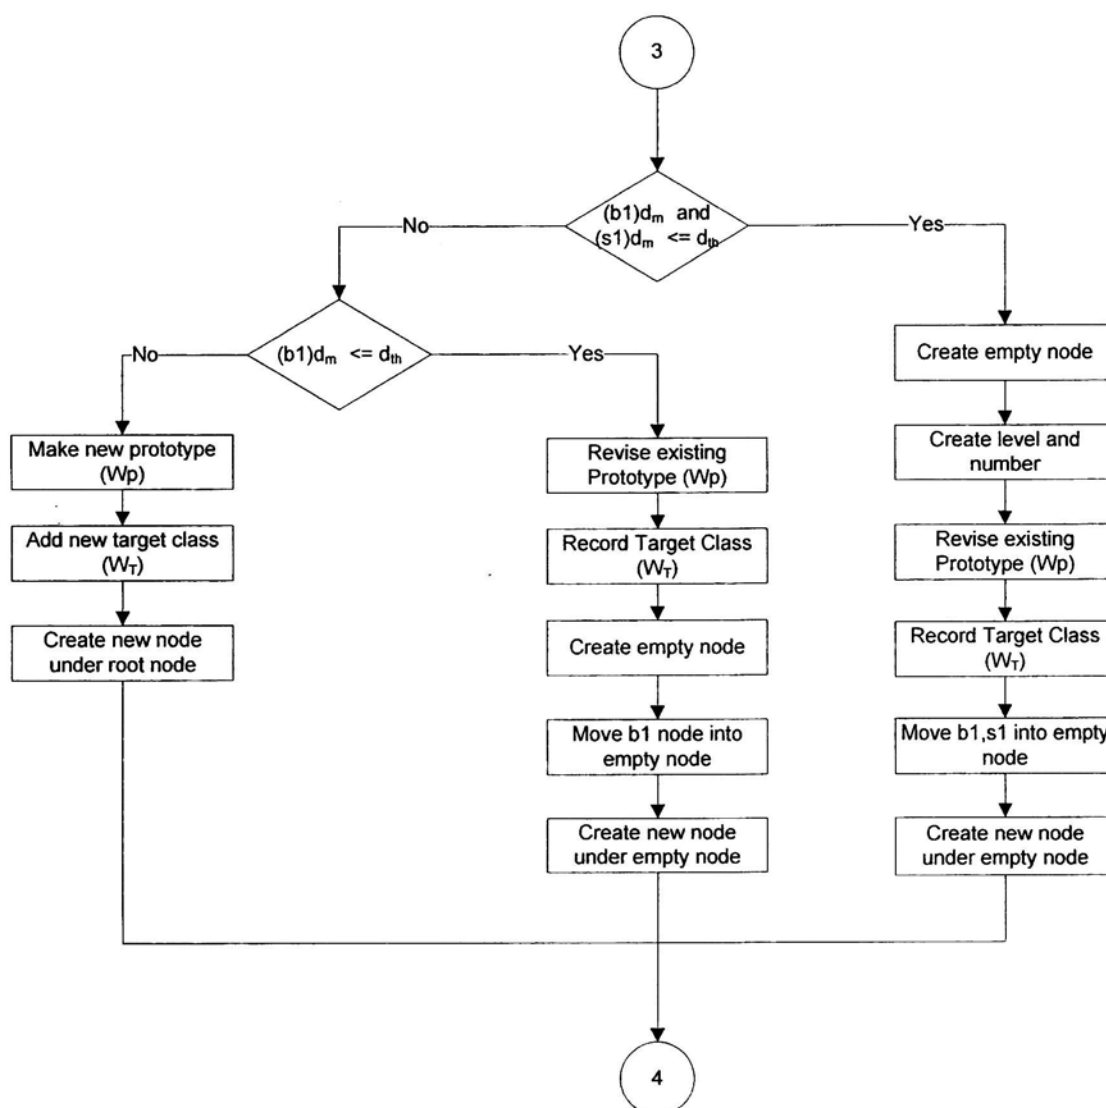 3
(b1)dm and
(s1)dm <= dth
No
Yes
(b1)dm <= dth
No
Yes
Make new prototype
(Wp)
Add new target class
(WT)
Create new node
under root node
Revise existing
Prototype (Wp)
Record Target Class
(WT)
Create empty node
Move b1 node into
empty node
Create new node
under empty node
Create empty node
Create level and
number
Revise existing
Prototype (Wp)
Record Target Class
(WT)
Move b1,s1 into empty
node
Create new node
under empty node
4